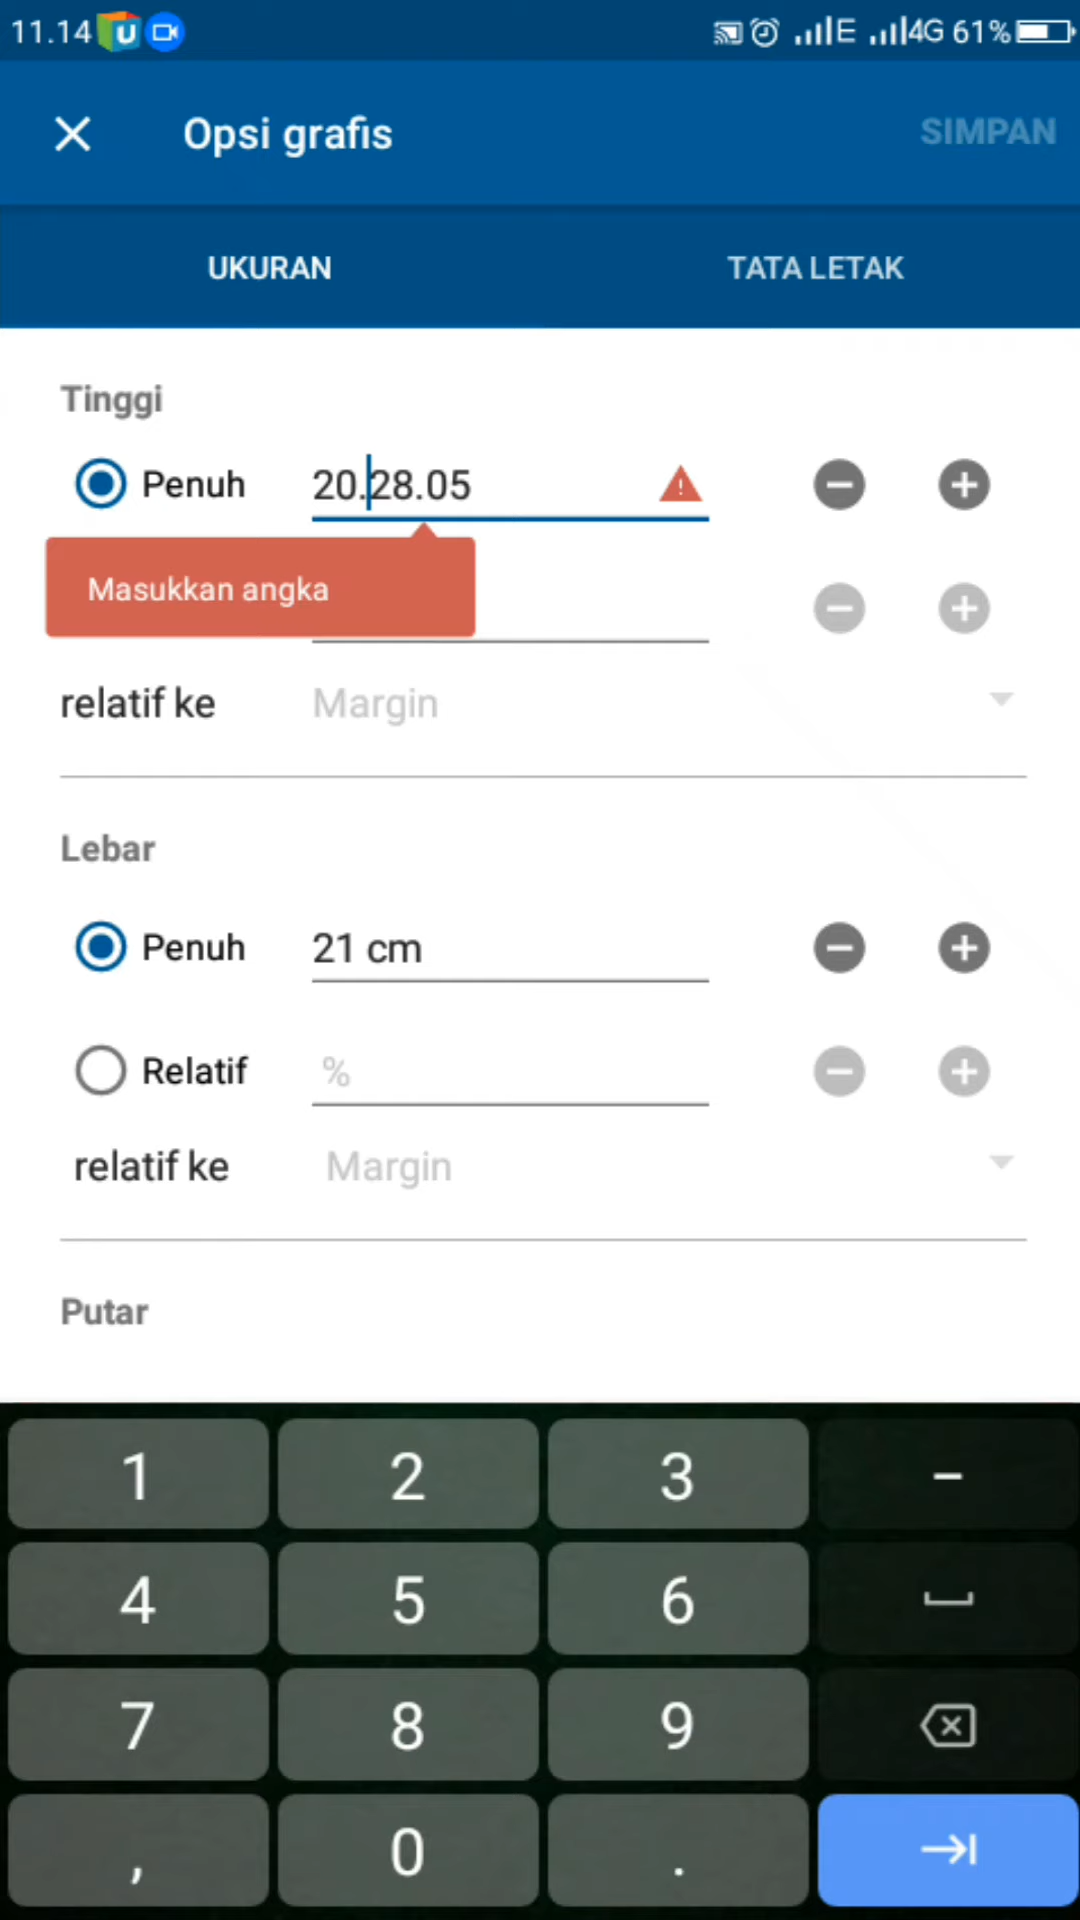 11.14 U E 4G 61%
Opsi grafis SIMPAN
UKURAN TATA LETAK
Tinggi
Penuh 20.28.05
Masukkan angka
relatif ke Margin
Lebar
Penuh 21 cm
Relatif %
relatif ke Margin
Putar
1 2 3 –
4 5 6
7 8 9
, 0 .